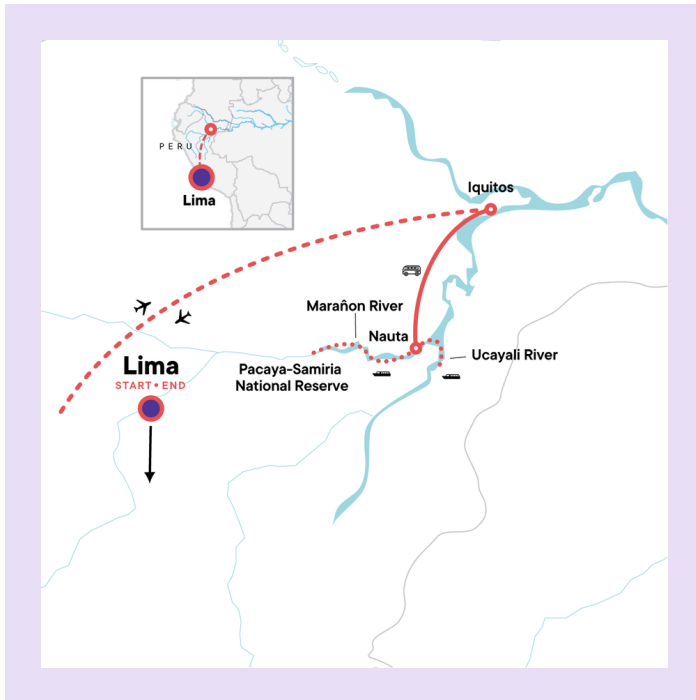 PERU
Lima
Iquitos
Marañon River
Nauta
Lima
START • END
Pacaya-Samiria
National Reserve
Ucayali River